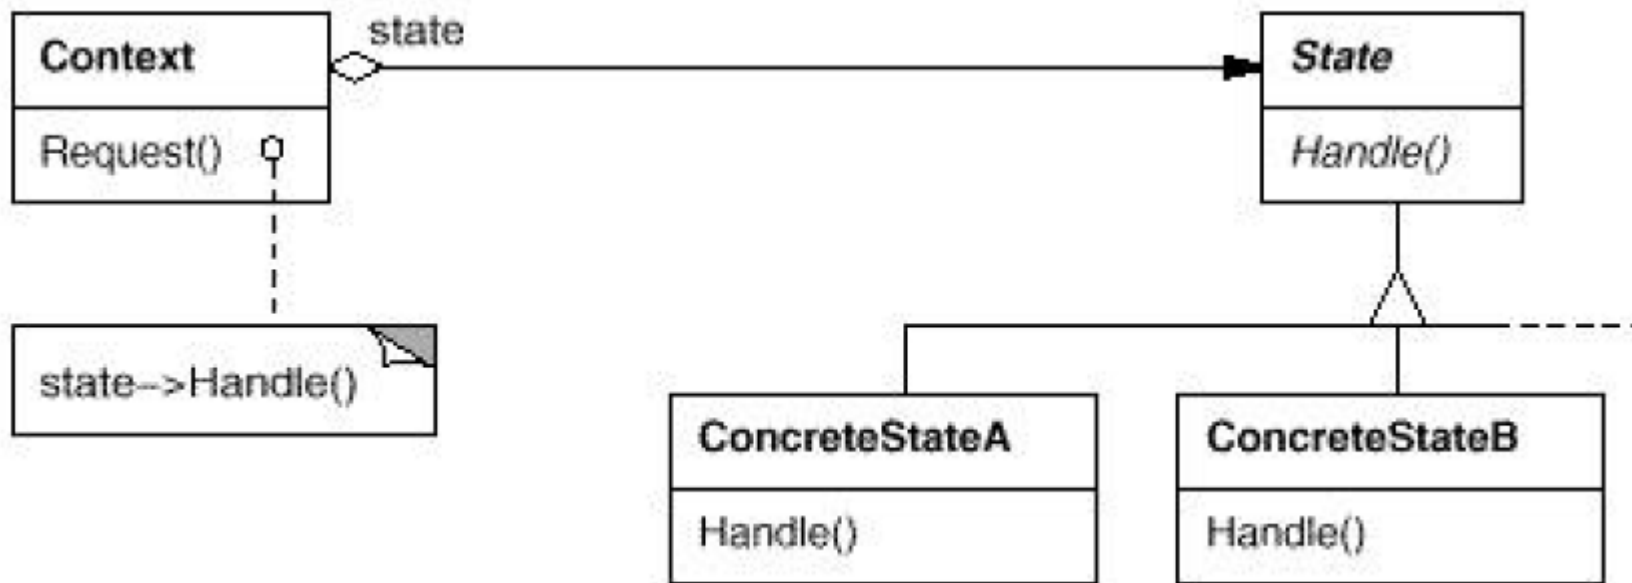 Context
state
State
Request()
Handle()
state–>Handle()
ConcreteStateA
ConcreteStateB
Handle()
Handle()